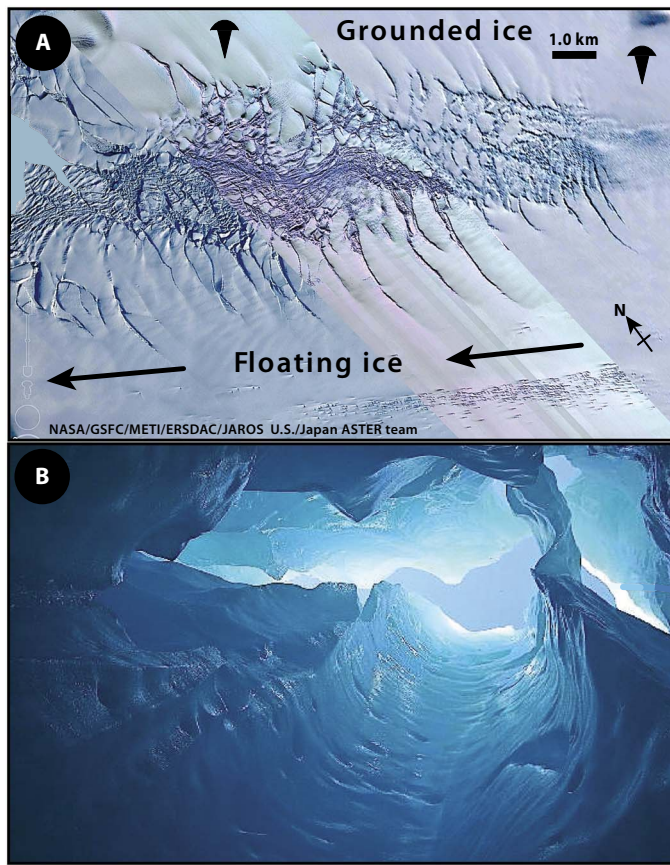 A
Grounded ice
1.0 km
N
Floating ice
NASA/GSFC/METI/ERSDAC/JAROS U.S./Japan ASTER team
B